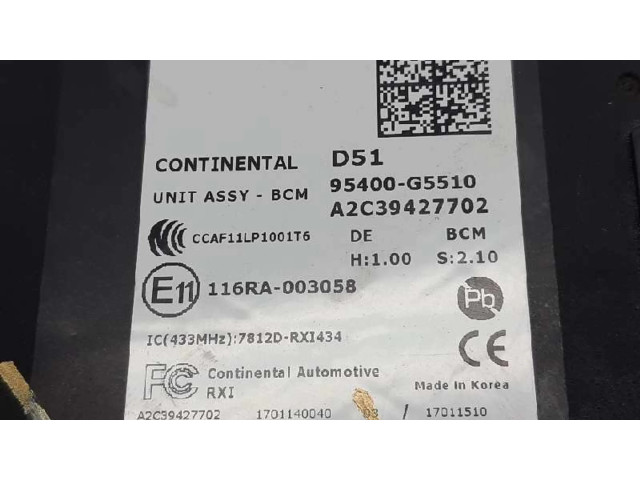 CONTINENTAL D51
UNIT ASSY - BCM 95400-G5510
A2C39427702
CCAF11LP1001T6 DE BCM
H:1.00 S:2.10
E11 116RA-003058 Pb
IC(433MHz):7812D-RXI434 CE
FC Continental Automotive
RXI Made in Korea
A2C39427702 1701140040 03 / 17011510